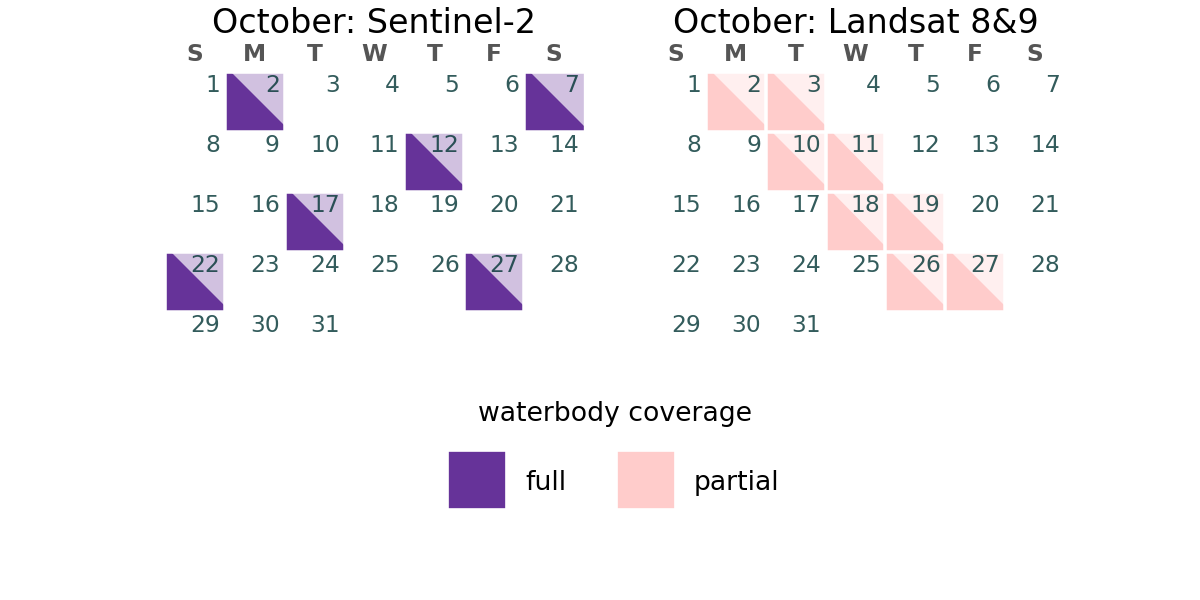 October: Sentinel-2
S M T W T F S
1 2 3 4 5 6 7
8 9 10 11 12 13 14
15 16 17 18 19 20 21
22 23 24 25 26 27 28
29 30 31
October: Landsat 8&9
S M T W T F S
1 2 3 4 5 6 7
8 9 10 11 12 13 14
15 16 17 18 19 20 21
22 23 24 25 26 27 28
29 30 31
waterbody coverage
full partial